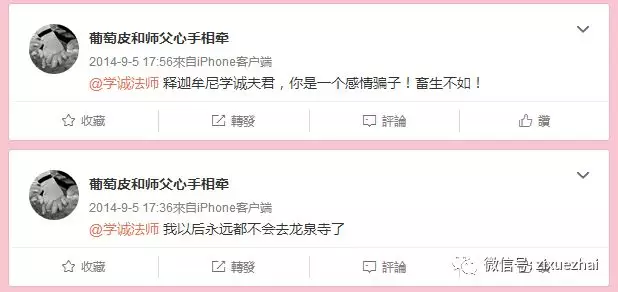 葡萄皮和师父心手相牵
2014-9-5 17:56來自iPhone客户端
@学诚法师 释迦牟尼学诚夫君，你是一个感情骗子！畜生不如！
收藏 轉發 評論 讚
葡萄皮和师父心手相牵
2014-9-5 17:36來自iPhone客户端
@学诚法师 我以后永远都不会去龙泉寺了
收藏 轉發 評論
微信号: zixuezhai